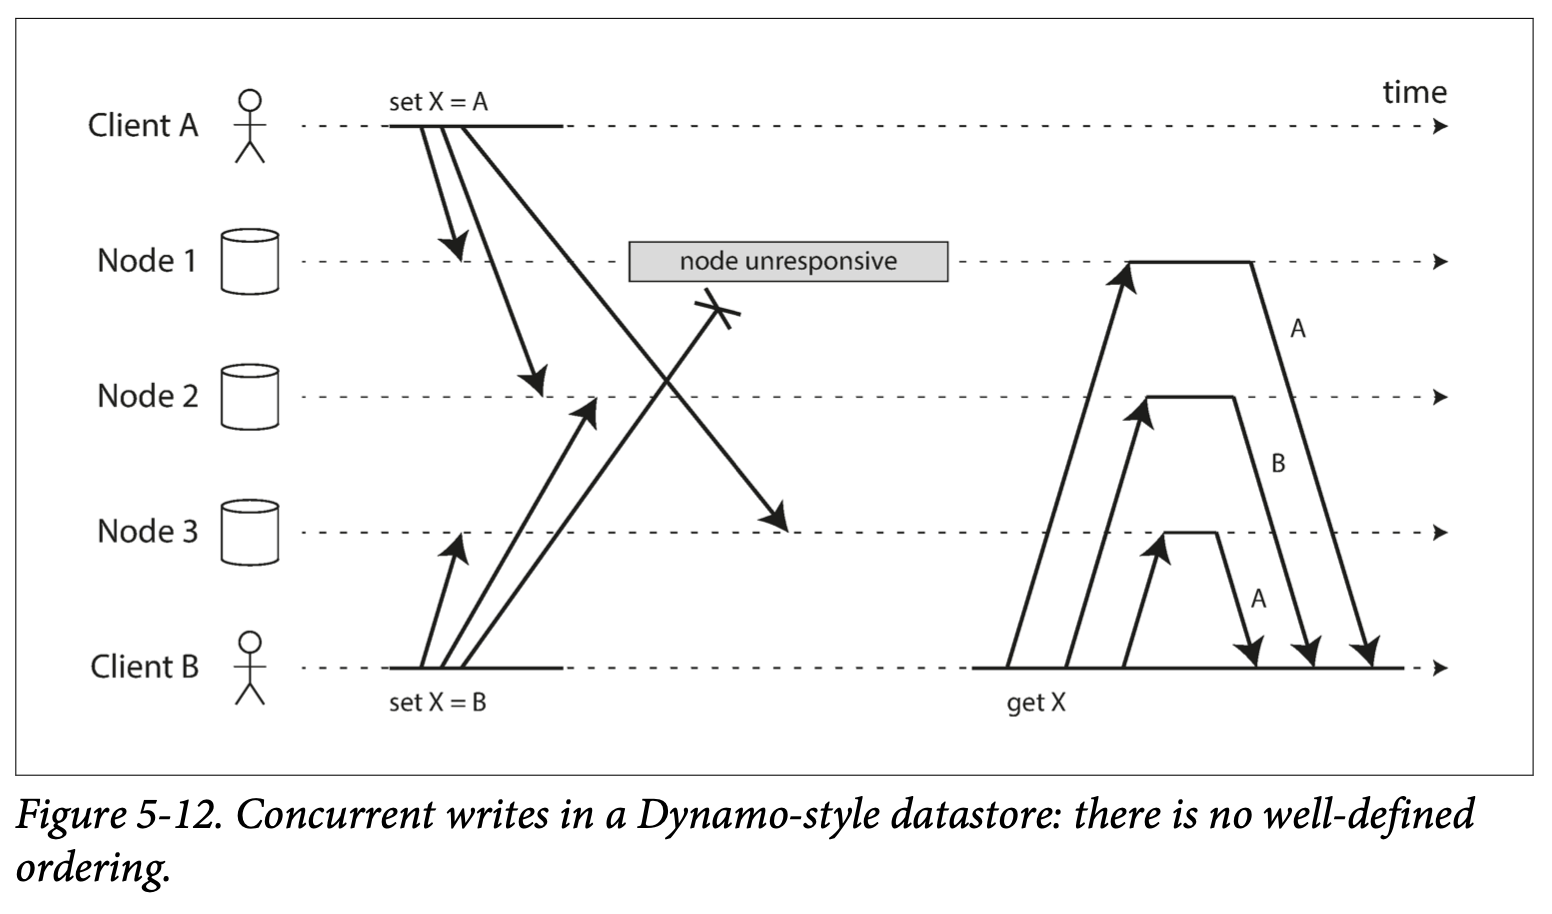 set X = A
time
Client A
Node 1
node unresponsive
A
Node 2
B
Node 3
A
Client B
set X = B
get X
Figure 5-12. Concurrent writes in a Dynamo-style datastore: there is no well-defined
ordering.